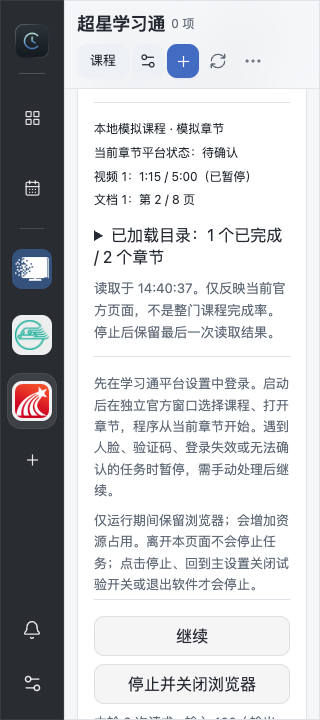 超星学习通 0 项
课程
本地模拟课程 · 模拟章节
当前章节平台状态：待确认
视频 1：1:15 / 5:00（已暂停）
文档 1：第 2 / 8 页
▶ 已加载目录：1 个已完成
/ 2 个章节
读取于 14:40:37。仅反映当前官
方页面，不是整门课程完成率。
停止后保留最后一次读取结果。
先在学习通平台设置中登录。启动
后在独立官方窗口选择课程、打开
章节，程序从当前章节开始。遇到
人脸、验证码、登录失效或无法确
认的任务时暂停，需手动处理后继
续。
仅运行期间保留浏览器；会增加资
源占用。离开本页面不会停止任
务；点击停止、回到主设置关闭试
验开关或退出软件才会停止。
继续
停止并关闭浏览器